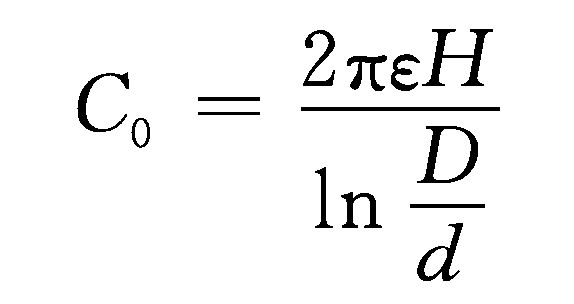 C₀ = 2πεH / ln D/d